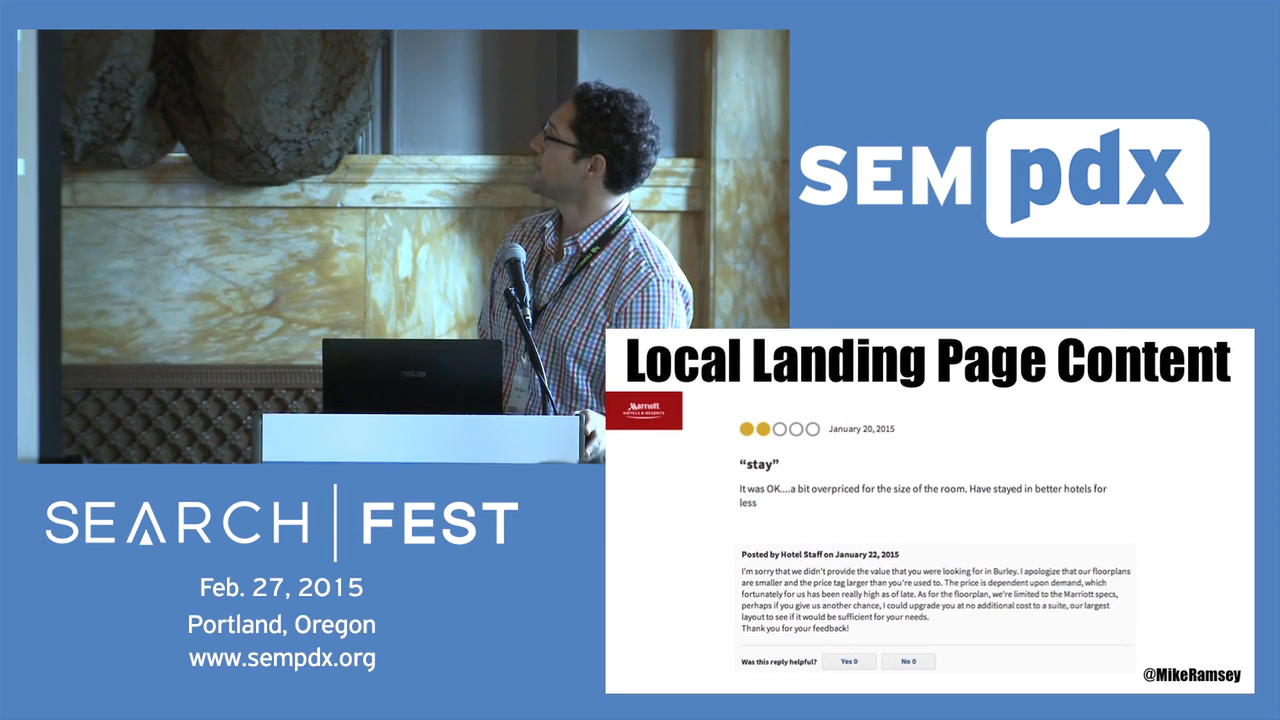 SEM pdx
ASUS
Local Landing Page Content
Marriott
HOTELS & RESORTS
January 20, 2015
“stay”
It was OK....a bit overpriced for the size of the room. Have stayed in better hotels for
less
Posted by Hotel Staff on January 22, 2015
I'm sorry that we didn't provide the value that you were looking for in Burley. I apologize that our floorplans
are smaller and the price tag larger than you're used to. The price is dependent upon demand, which
fortunately for us has been really high as of late. As for the floorplan, we're limited to the Marriott specs,
perhaps if you give us another chance, I could upgrade you at no additional cost to a suite, our largest
layout to see if it would be sufficient for your needs.
Thank you for your feedback!
Was this reply helpful? Yes 0 No 0
@MikeRamsey
SEARCH FEST
Feb. 27, 2015
Portland, Oregon
www.sempdx.org